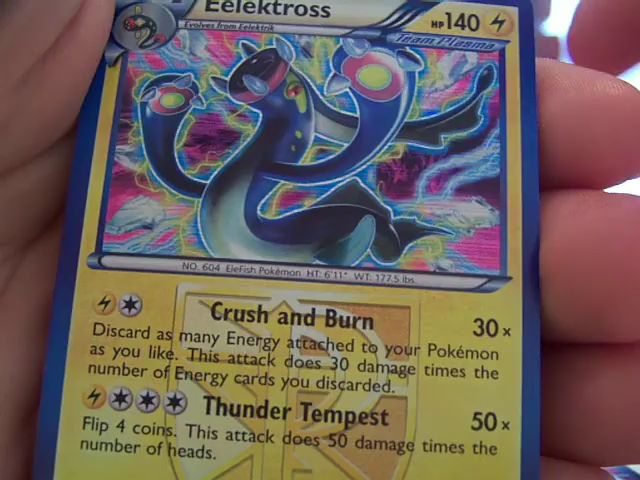 Eelektross
HP140
Evolves from Eelektrik
Team Plasma
NO. 604 EleFish Pokémon HT: 6'11" WT: 177.5 lbs.
Crush and Burn 30×
Discard as many Energy attached to your Pokémon
as you like. This attack does 30 damage times the
number of Energy cards you discarded.
Thunder Tempest 50×
Flip 4 coins. This attack does 50 damage times the
number of heads.